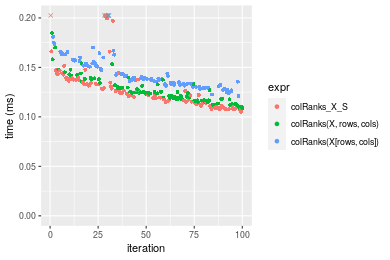 0.20
0.15
0.10
0.05
0.00
time (ms)
0
25
50
75
100
iteration
expr
colRanks_X_S
colRanks(X, rows, cols)
colRanks(X[rows, cols])